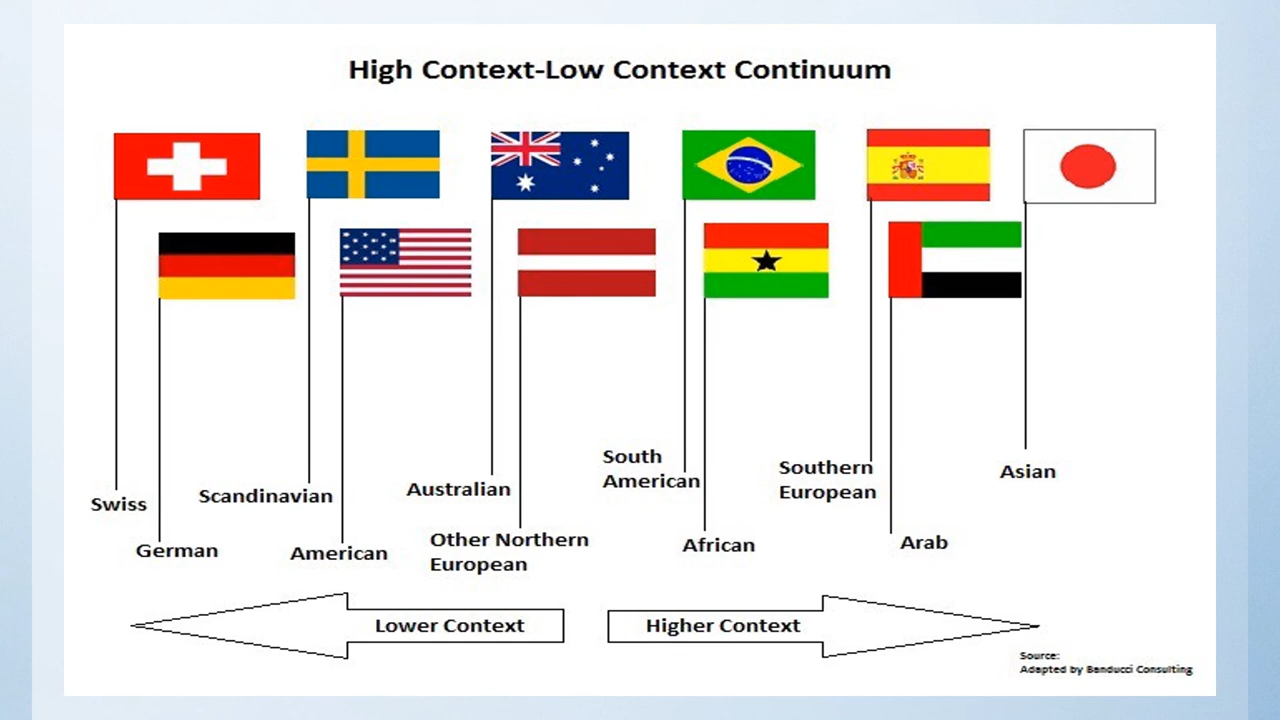 High Context-Low Context Continuum
Swiss
German
Scandinavian
American
Australian
Other Northern
European
South
American
African
Southern
European
Arab
Asian
Lower Context
Higher Context
Source:
Adapted by Banducci Consulting